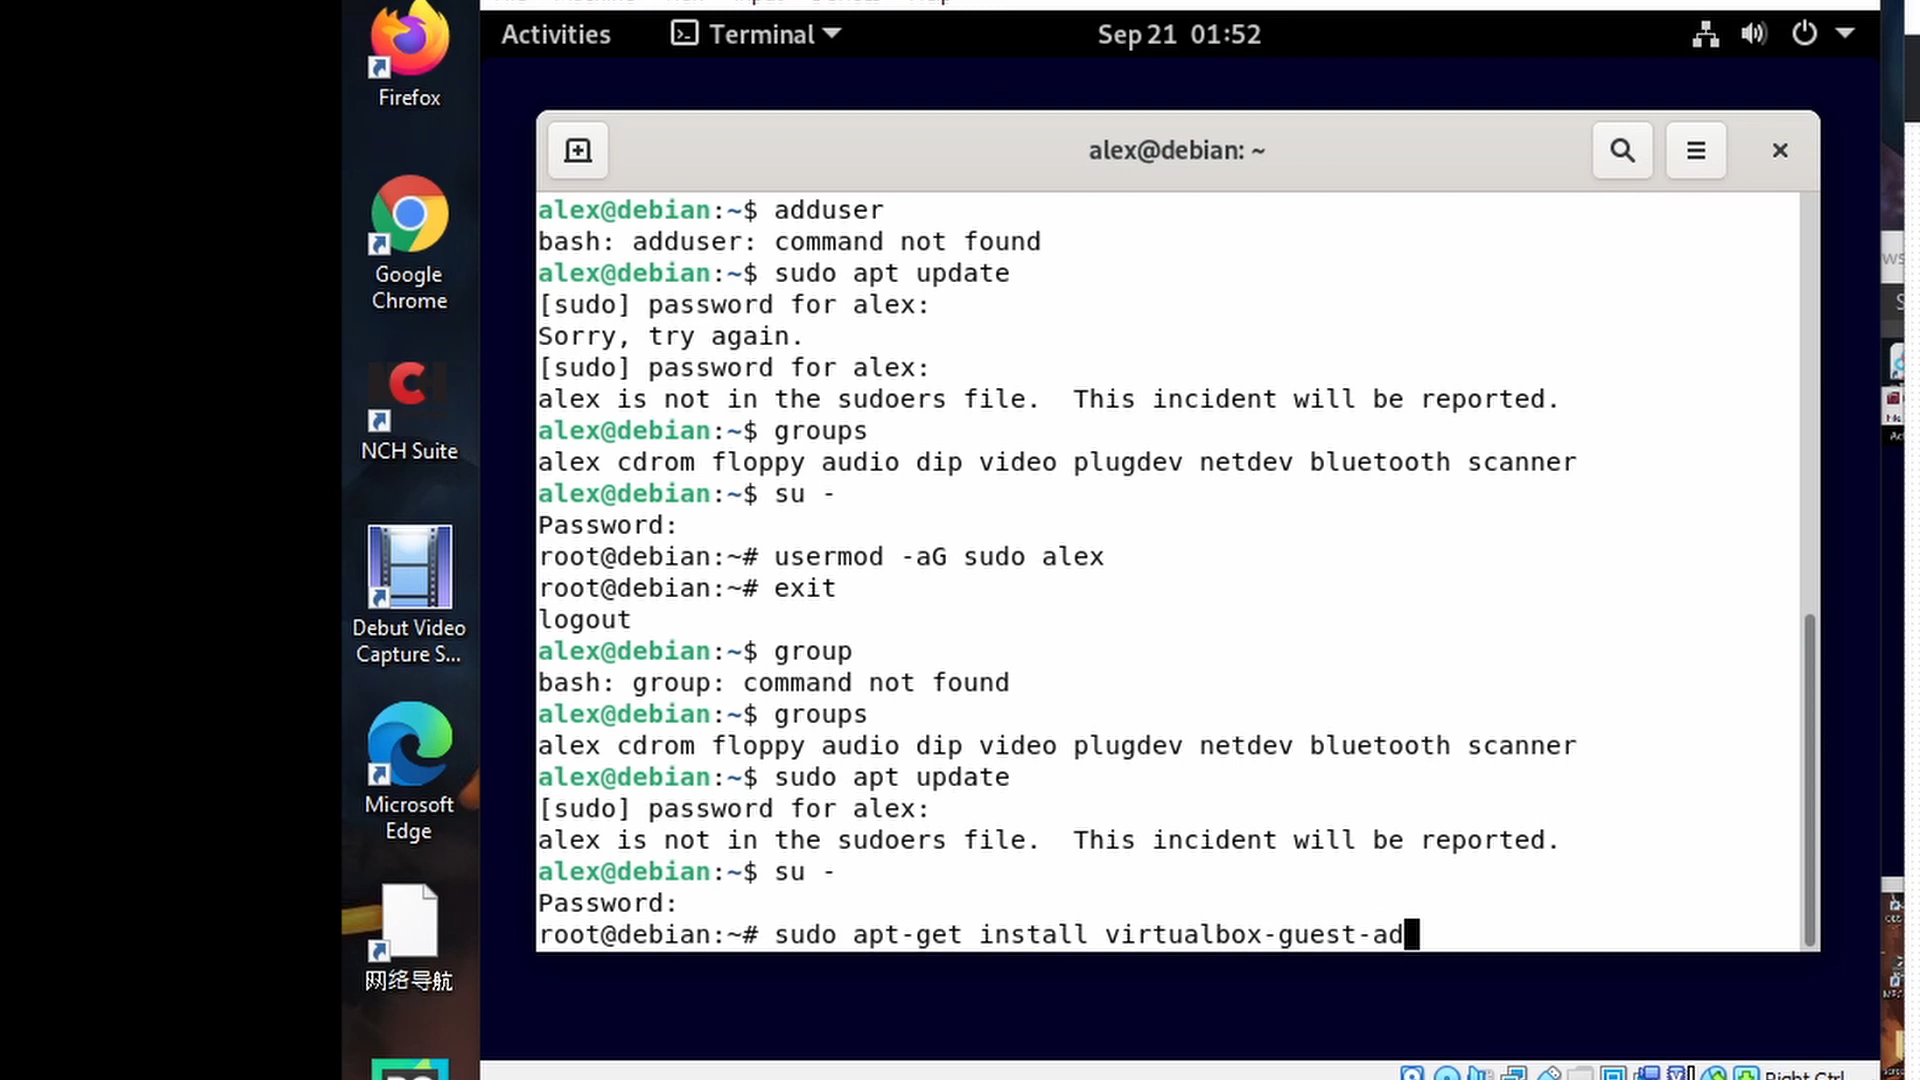 Firefox
Google
Chrome
NCH Suite
Debut Video
Capture S...
Microsoft
Edge
网络导航
Activities
Terminal
Sep 21 01:52
alex@debian: ~
alex@debian:~$ adduser
bash: adduser: command not found
alex@debian:~$ sudo apt update
[sudo] password for alex:
Sorry, try again.
[sudo] password for alex:
alex is not in the sudoers file.  This incident will be reported.
alex@debian:~$ groups
alex cdrom floppy audio dip video plugdev netdev bluetooth scanner
alex@debian:~$ su -
Password:
root@debian:~# usermod -aG sudo alex
root@debian:~# exit
logout
alex@debian:~$ group
bash: group: command not found
alex@debian:~$ groups
alex cdrom floppy audio dip video plugdev netdev bluetooth scanner
alex@debian:~$ sudo apt update
[sudo] password for alex:
alex is not in the sudoers file.  This incident will be reported.
alex@debian:~$ su -
Password:
root@debian:~# sudo apt-get install virtualbox-guest-ad
Right Ctrl